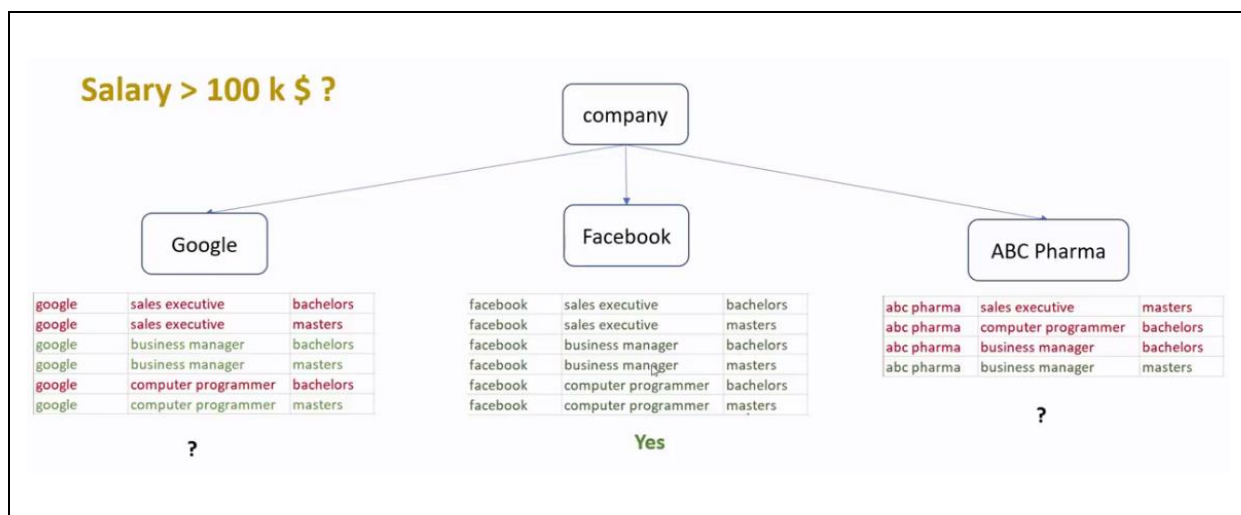 Salary > 100 k $ ?
company
Google
Facebook
ABC Pharma
google sales executive bachelors
google sales executive masters
google business manager bachelors
google business manager masters
google computer programmer bachelors
google computer programmer masters
?
facebook sales executive bachelors
facebook sales executive masters
facebook business manager bachelors
facebook business manager masters
facebook computer programmer bachelors
facebook computer programmer masters
Yes
abc pharma sales executive masters
abc pharma computer programmer bachelors
abc pharma business manager bachelors
abc pharma business manager masters
?